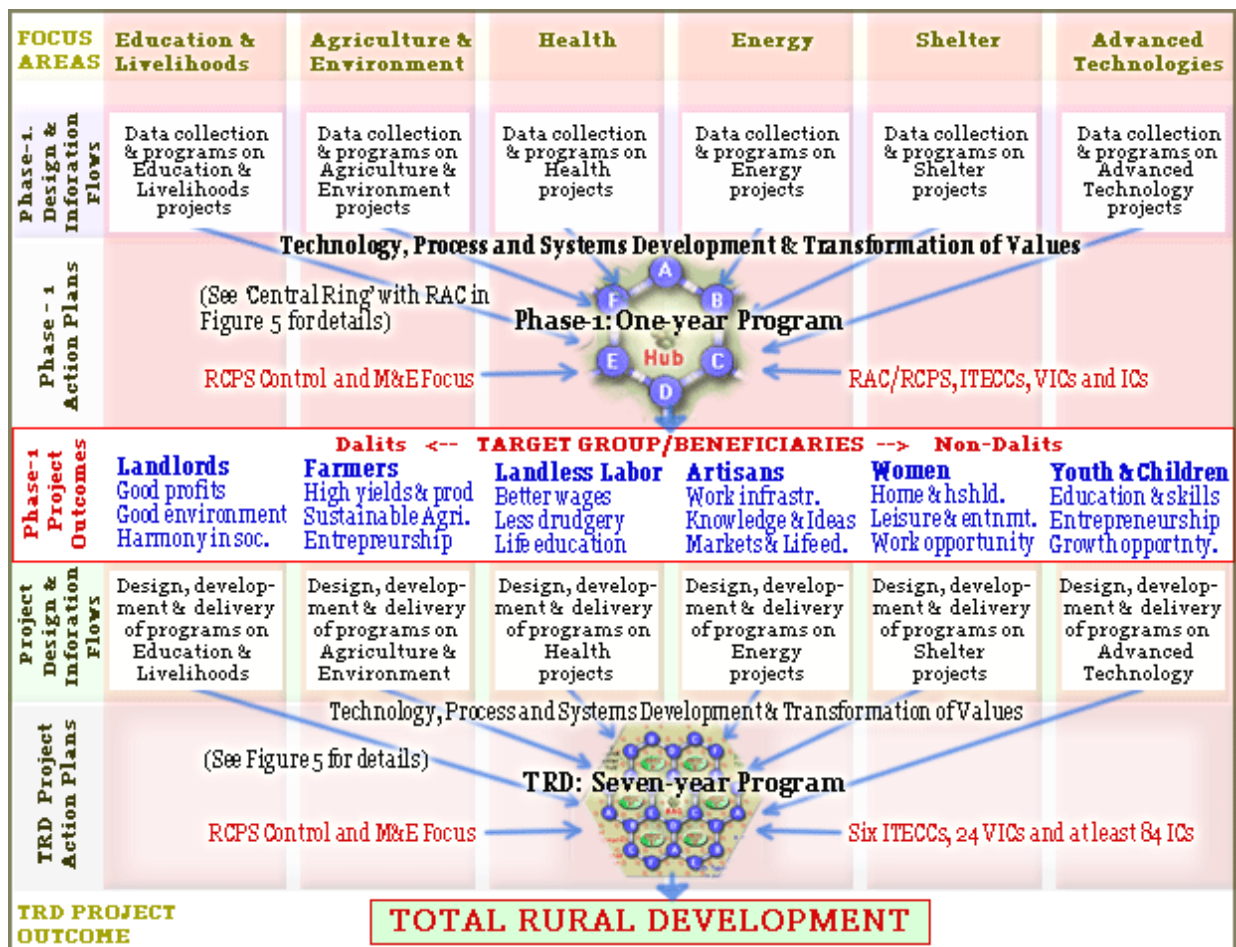 FOCUS
AREAS
Education &
Livelihoods
Agriculture &
Environment
Health
Energy
Shelter
Advanced
Technologies
Phase-1.
Design &
Inforation
Flows
Data collection
& programs on
Education &
Livelihoods
projects
Data collection
& programs on
Agriculture &
Environment
projects
Data collection
& programs on
Health
projects
Data collection
& programs on
Energy
projects
Data collection
& programs on
Shelter
projects
Data collection
& programs on
Advanced
Technology
projects
Technology, Process and Systems Development & Transformation of Values
Phase - 1
Action Plans
(See 'Central Ring' with RAC in
Figure 5 for details)
A
F
B
Phase-1: One-year Program
E
Hub
C
D
RCPS Control and M&E Focus
RAC/RCPS, ITECCs, VICs and ICs
Phase-1
Project
Outcomes
Dalits <-- TARGET GROUP/BENEFICIARIES --> Non-Dalits
Landlords
Good profits
Good environment
Harmony in soc.
Farmers
High yields & prod
Sustainable Agri.
Entrepreurship
Landless Labor
Better wages
Less drudgery
Life education
Artisans
Work infrastr.
Knowledge & Ideas
Markets & Life ed.
Women
Home & hshld.
Leisure & entnmt.
Work opportunity
Youth & Children
Education & skills
Entrepreneurship
Growth opportnty.
Project
Design &
Inforation
Flows
Design, develop-
ment & delivery
of programs on
Education &
Livelihoods
Design, develop-
ment & delivery
of programs on
Agriculture &
Environment
Design, develop-
ment & delivery
of programs on
Health
projects
Design, develop-
ment & delivery
of programs on
Energy
projects
Design, develop-
ment & delivery
of programs on
Shelter
projects
Design, develop-
ment & delivery
of programs on
Advanced
Technology
Technology, Process and Systems Development & Transformation of Values
TRD Project
Action Plans
(See Figure 5 for details)
TRD: Seven-year Program
RCPS Control and M&E Focus
Six ITECCs, 24 VICs and at least 84 ICs
TRD PROJECT
OUTCOME
TOTAL RURAL DEVELOPMENT